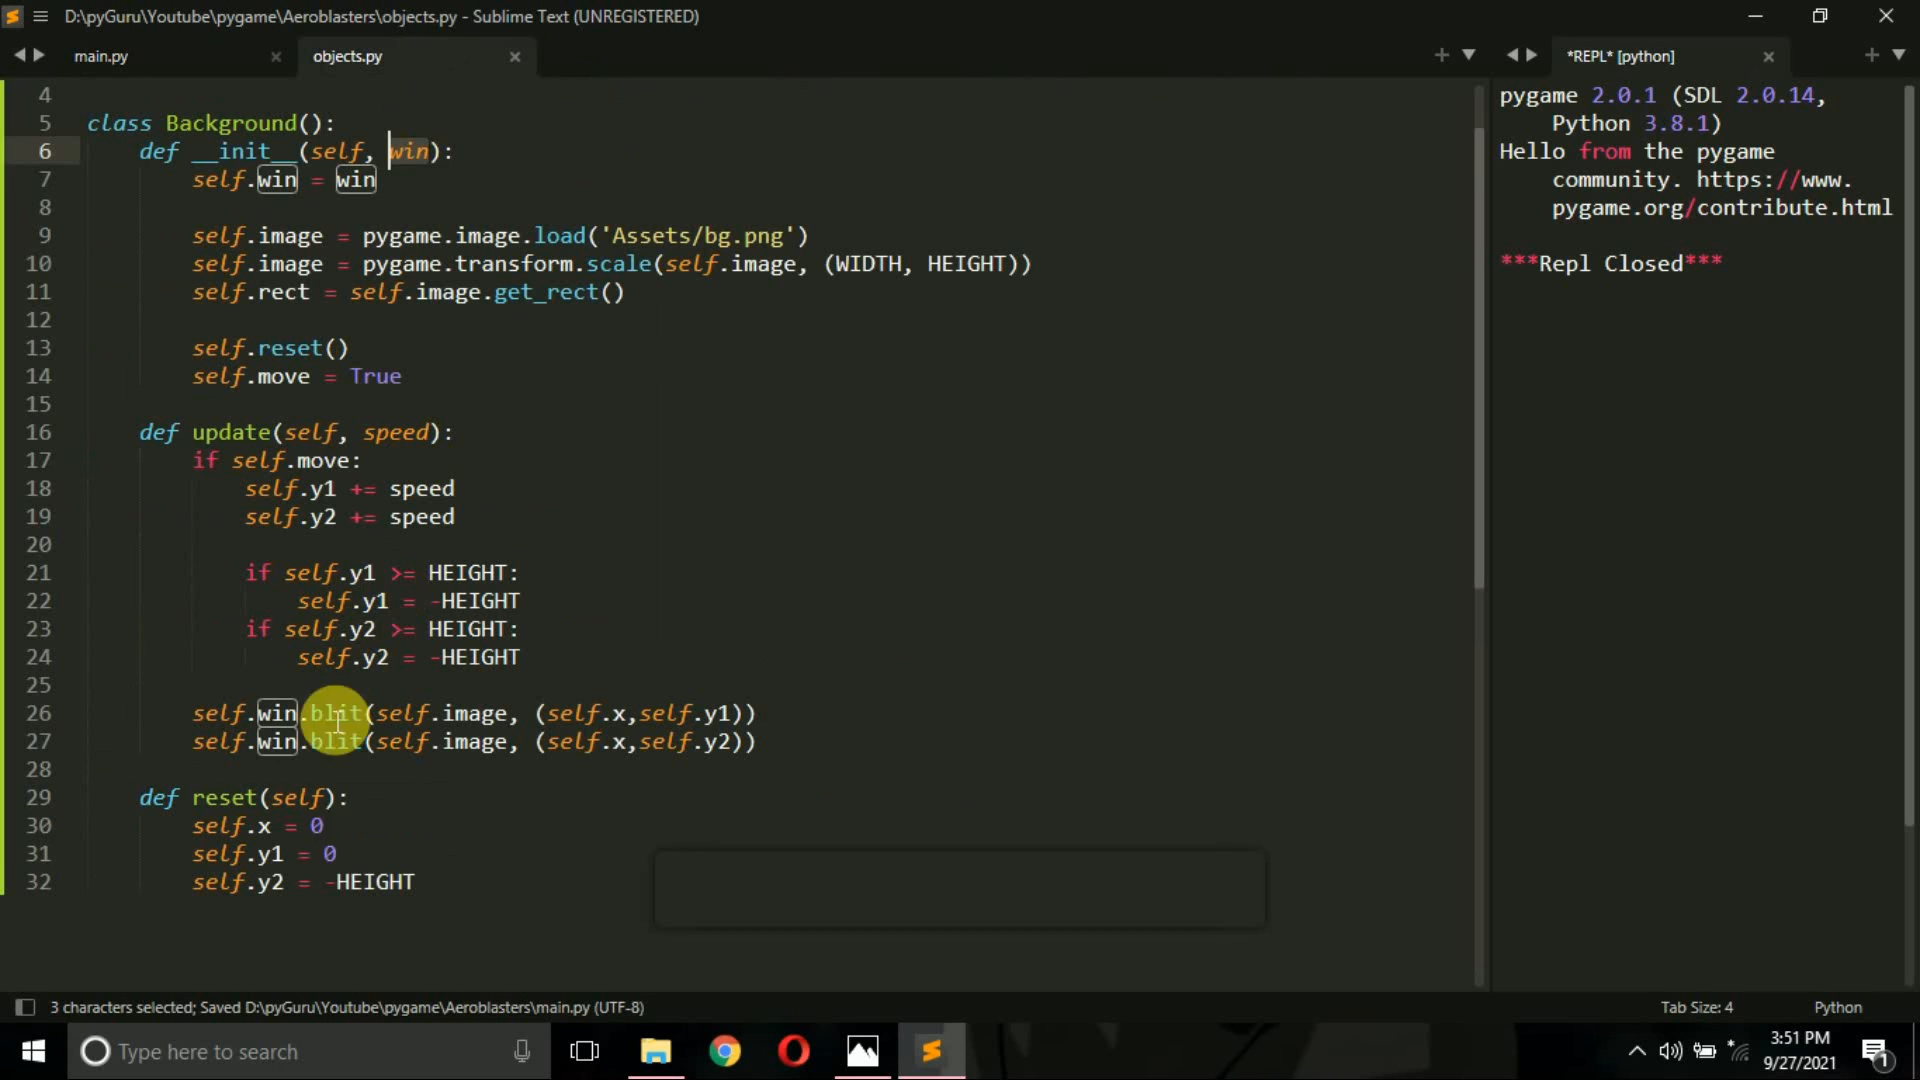 D:\pyGuru\Youtube\pygame\Aeroblasters\objects.py - Sublime Text (UNREGISTERED)
main.py
objects.py
*REPL* [python]
4
5 class Background():
6 def __init__(self, win):
7 self.win = win
8
9 self.image = pygame.image.load('Assets/bg.png')
10 self.image = pygame.transform.scale(self.image, (WIDTH, HEIGHT))
11 self.rect = self.image.get_rect()
12
13 self.reset()
14 self.move = True
15
16 def update(self, speed):
17 if self.move:
18 self.y1 += speed
19 self.y2 += speed
20
21 if self.y1 >= HEIGHT:
22 self.y1 = -HEIGHT
23 if self.y2 >= HEIGHT:
24 self.y2 = -HEIGHT
25
26 self.win.blit(self.image, (self.x,self.y1))
27 self.win.blit(self.image, (self.x,self.y2))
28
29 def reset(self):
30 self.x = 0
31 self.y1 = 0
32 self.y2 = -HEIGHT
pygame 2.0.1 (SDL 2.0.14,
Python 3.8.1)
Hello from the pygame
community. https://www.
pygame.org/contribute.html
***Repl Closed***
3 characters selected; Saved D:\pyGuru\Youtube\pygame\Aeroblasters\main.py (UTF-8)
Tab Size: 4
Python
Type here to search
3:51 PM
9/27/2021
1